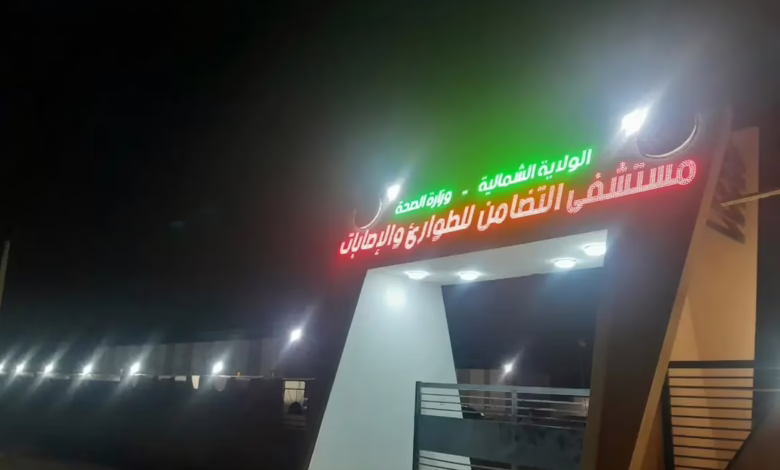 الولاية الشمالية - وزارة الصحة
مستشفى التضامن للطوارئ والإصابات